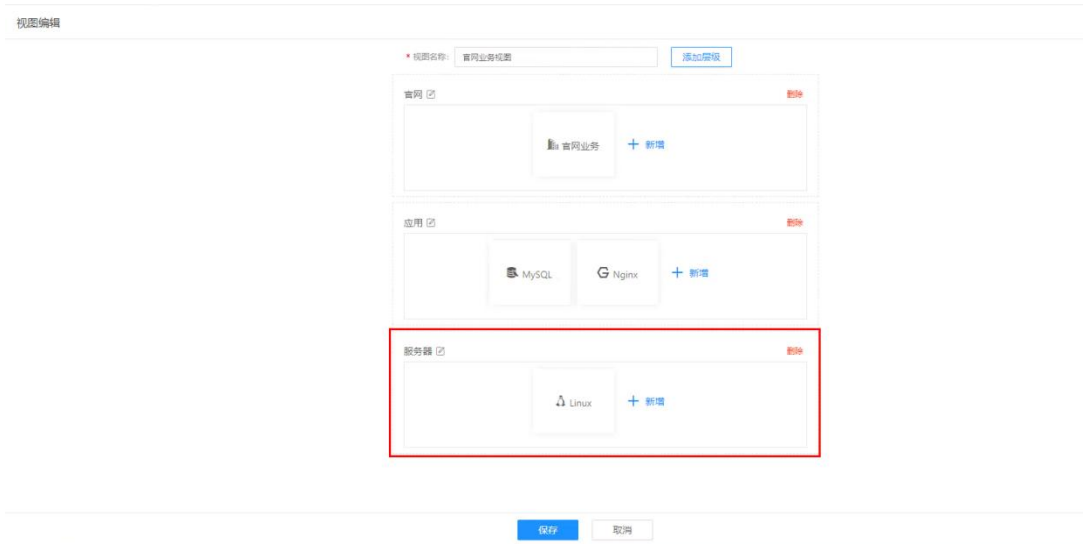 视图编辑
* 视图名称: 官网业务视图 添加层级
官网 删除
官网业务 + 新增
应用 删除
MySQL Nginx + 新增
服务器 删除
Linux + 新增
保存 取消